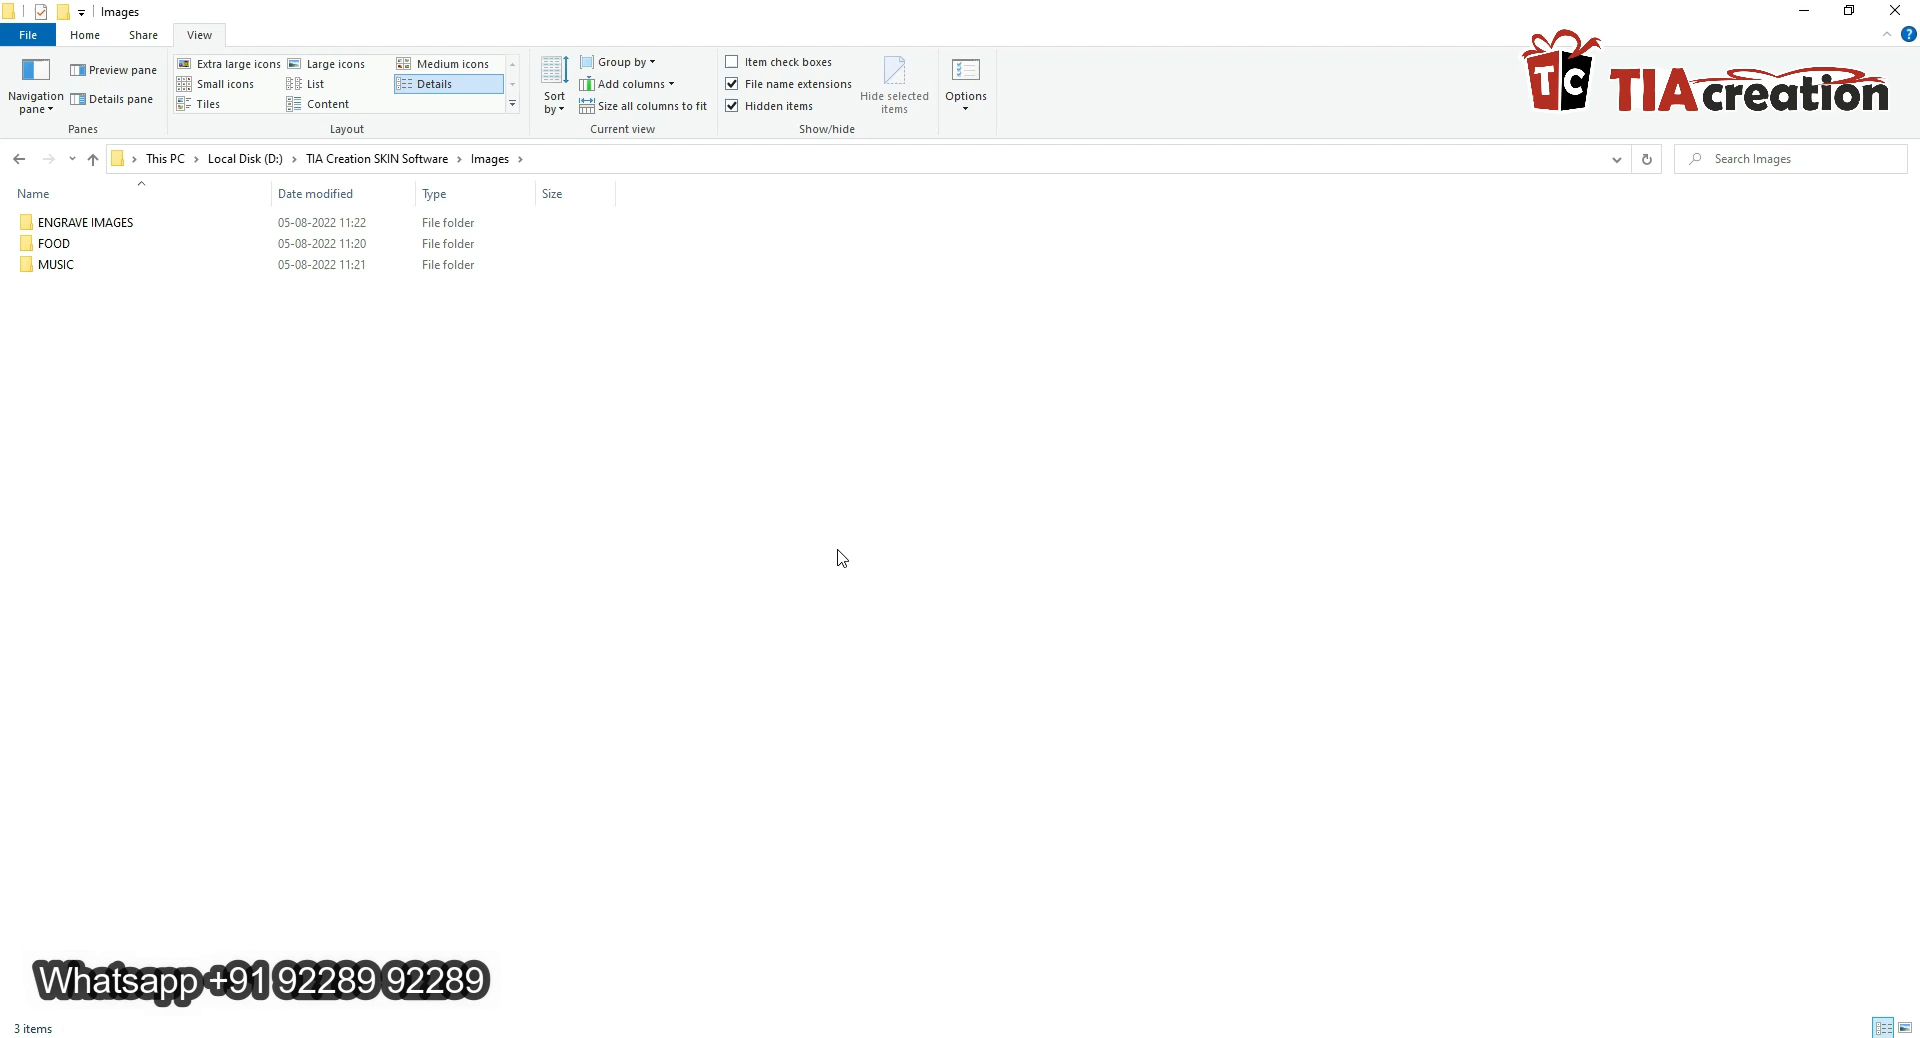 Images
File Home Share View
TC TIAcreation
Navigation pane
Preview pane
Details pane
Panes
Extra large icons Large icons Medium icons
Small icons List Details
Tiles Content
Layout
Sort by
Group by
Add columns
Size all columns to fit
Current view
Item check boxes
File name extensions
Hidden items
Hide selected items
Show/hide
Options
This PC > Local Disk (D:) > TIA Creation SKIN Software > Images >
Search Images
Name Date modified Type Size
ENGRAVE IMAGES 05-08-2022 11:22 File folder
FOOD 05-08-2022 11:20 File folder
MUSIC 05-08-2022 11:21 File folder
Whatsapp +91 92289 92289
3 items